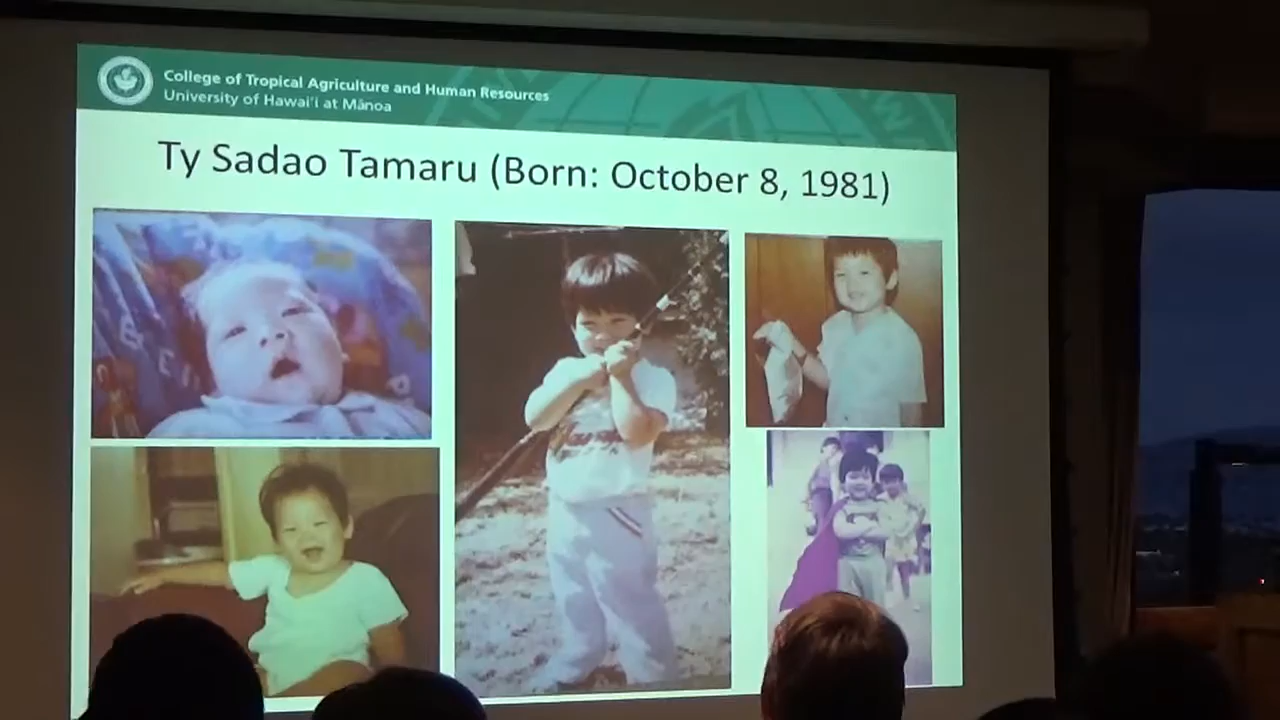 College of Tropical Agriculture and Human Resources
University of Hawai'i at Mānoa
Ty Sadao Tamaru (Born: October 8, 1981)